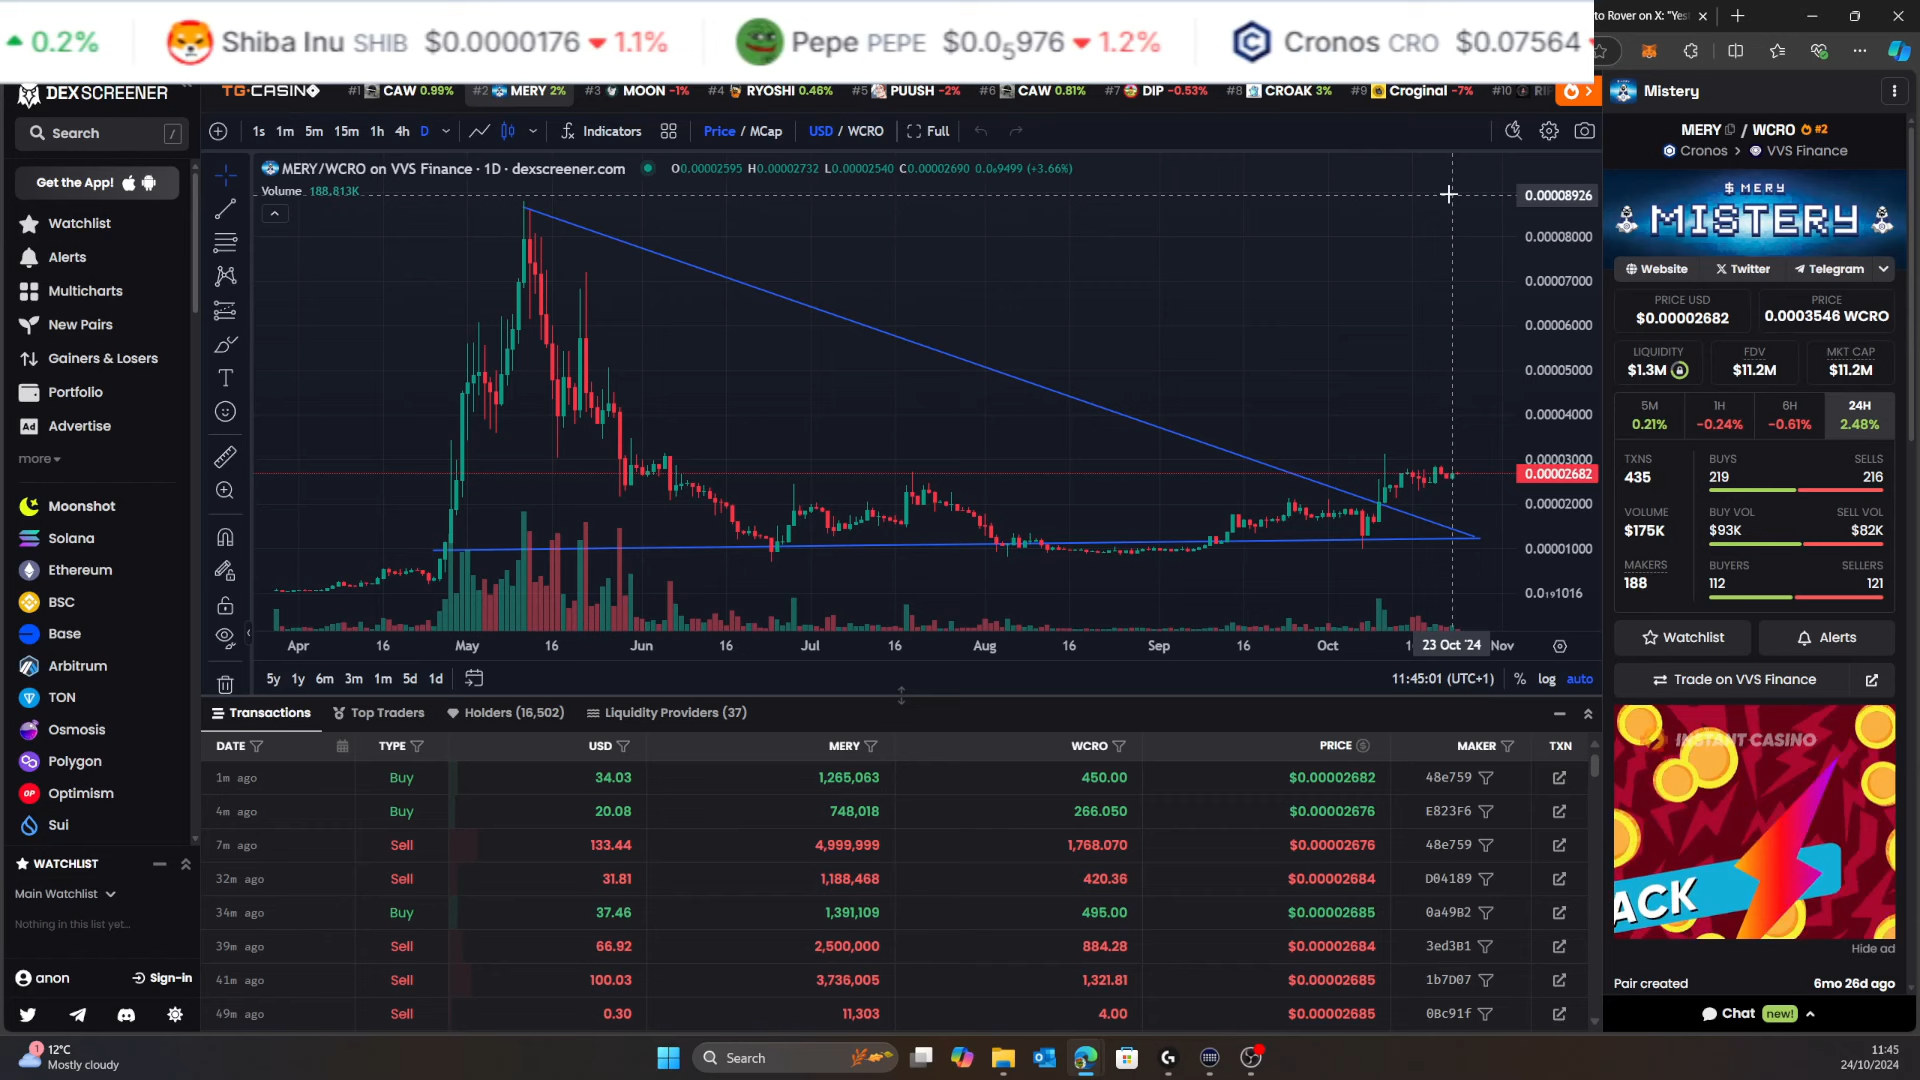 0.2% Shiba Inu SHIB $0.0000176 1.1% Pepe PEPE $0.0₅976 1.2% Cronos CRO $0.07564
to Rover on X: "Yes
DEXSCREENER
TG.CASINO #1 CAW 0.99% #2 MERY 2% #3 MOON -1% #4 RYOSHI 0.46% #5 PUUSH -2% #6 CAW 0.81% #7 DIP -0.53% #8 CROAK 3% #9 Croginal -7% #10
Mistery
Search /
1s 1m 5m 15m 1h 4h D Indicators Price / MCap USD / WCRO Full
MERY / WCRO #2
Cronos > VVS Finance
Get the App!
Watchlist
Alerts
Multicharts
New Pairs
Gainers & Losers
Portfolio
Ad Advertise
more
Moonshot
Solana
Ethereum
BSC
Base
Arbitrum
TON
Osmosis
Polygon
OP Optimism
Sui
WATCHLIST
Main Watchlist
Nothing in this list yet...
anon Sign-in
MERY/WCRO on VVS Finance · 1D · dexscreener.com O0.00002595 H0.00002732 L0.00002540 C0.00002690 0.0₆9499 (+3.66%)
Volume 188.813K
0.00008926
0.00008000
0.00007000
0.00006000
0.00005000
0.00004000
0.00003000
0.00002682
0.00002000
0.00001000
0.0₁₉1016
Apr 16 May 16 Jun 16 Jul 16 Aug 16 Sep 16 Oct 1 23 Oct '24 Nov
5y 1y 6m 3m 1m 5d 1d 11:45:01 (UTC+1) % log auto
Transactions Top Traders Holders (16,502) Liquidity Providers (37)
DATE TYPE USD MERY WCRO PRICE MAKER TXN
1m ago Buy 34.03 1,265,063 450.00 $0.00002682 48e759
4m ago Buy 20.08 748,018 266.050 $0.00002676 E823F6
7m ago Sell 133.44 4,999,999 1,768.070 $0.00002676 48e759
32m ago Sell 31.81 1,188,468 420.36 $0.00002684 D04189
34m ago Buy 37.46 1,391,109 495.00 $0.00002685 0a49B2
39m ago Sell 66.92 2,500,000 884.28 $0.00002684 3ed3B1
41m ago Sell 100.03 3,736,005 1,321.81 $0.00002685 1b7D07
49m ago Sell 0.30 11,303 4.00 $0.00002685 0Bc91f
$ MERY
MISTERY
Website Twitter Telegram
PRICE USD PRICE
$0.00002682 0.0003546 WCRO
LIQUIDITY FDV MKT CAP
$1.3M $11.2M $11.2M
5M 1H 6H 24H
0.21% -0.24% -0.61% 2.48%
TXNS BUYS SELLS
435 219 216
VOLUME BUY VOL SELL VOL
$175K $93K $82K
MAKERS BUYERS SELLERS
188 112 121
Watchlist Alerts
Trade on VVS Finance
INSTANT CASINO
ACK
Hide ad
Pair created 6mo 26d ago
Chat new!
1
12°C
Mostly cloudy
Search
11:45
24/10/2024